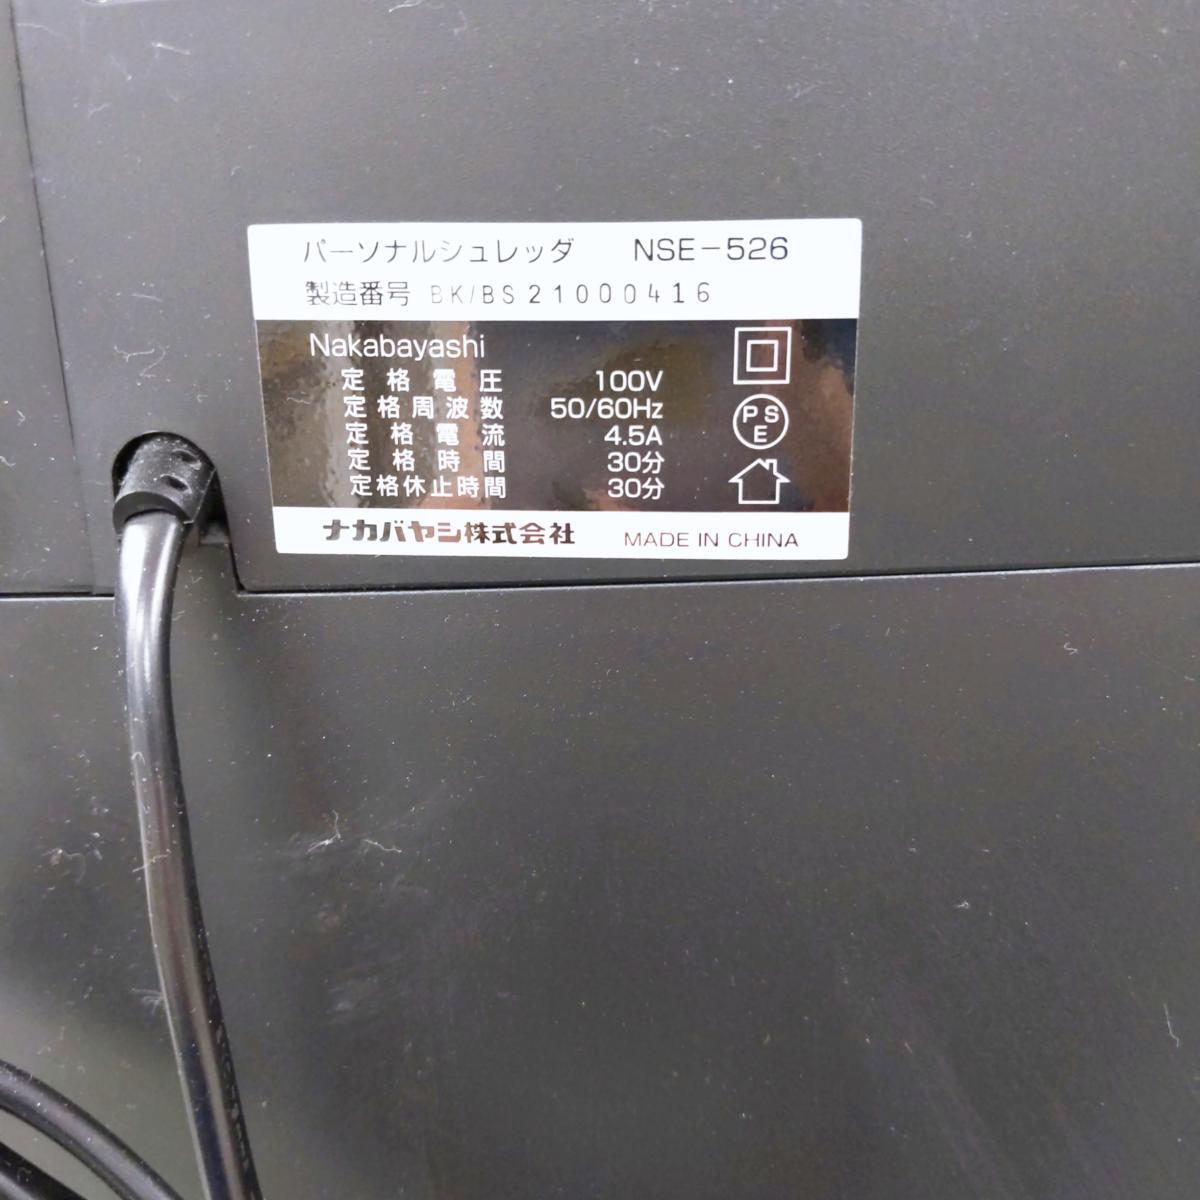 パーソナルシュレッダ NSE-526
製造番号 BK/BS21000416
Nakabayashi
定格電圧 100V
定格周波数 50/60Hz
定格電流 4.5A
定格時間 30分
定格休止時間 30分
PSE
ナカバヤシ株式会社 MADE IN CHINA